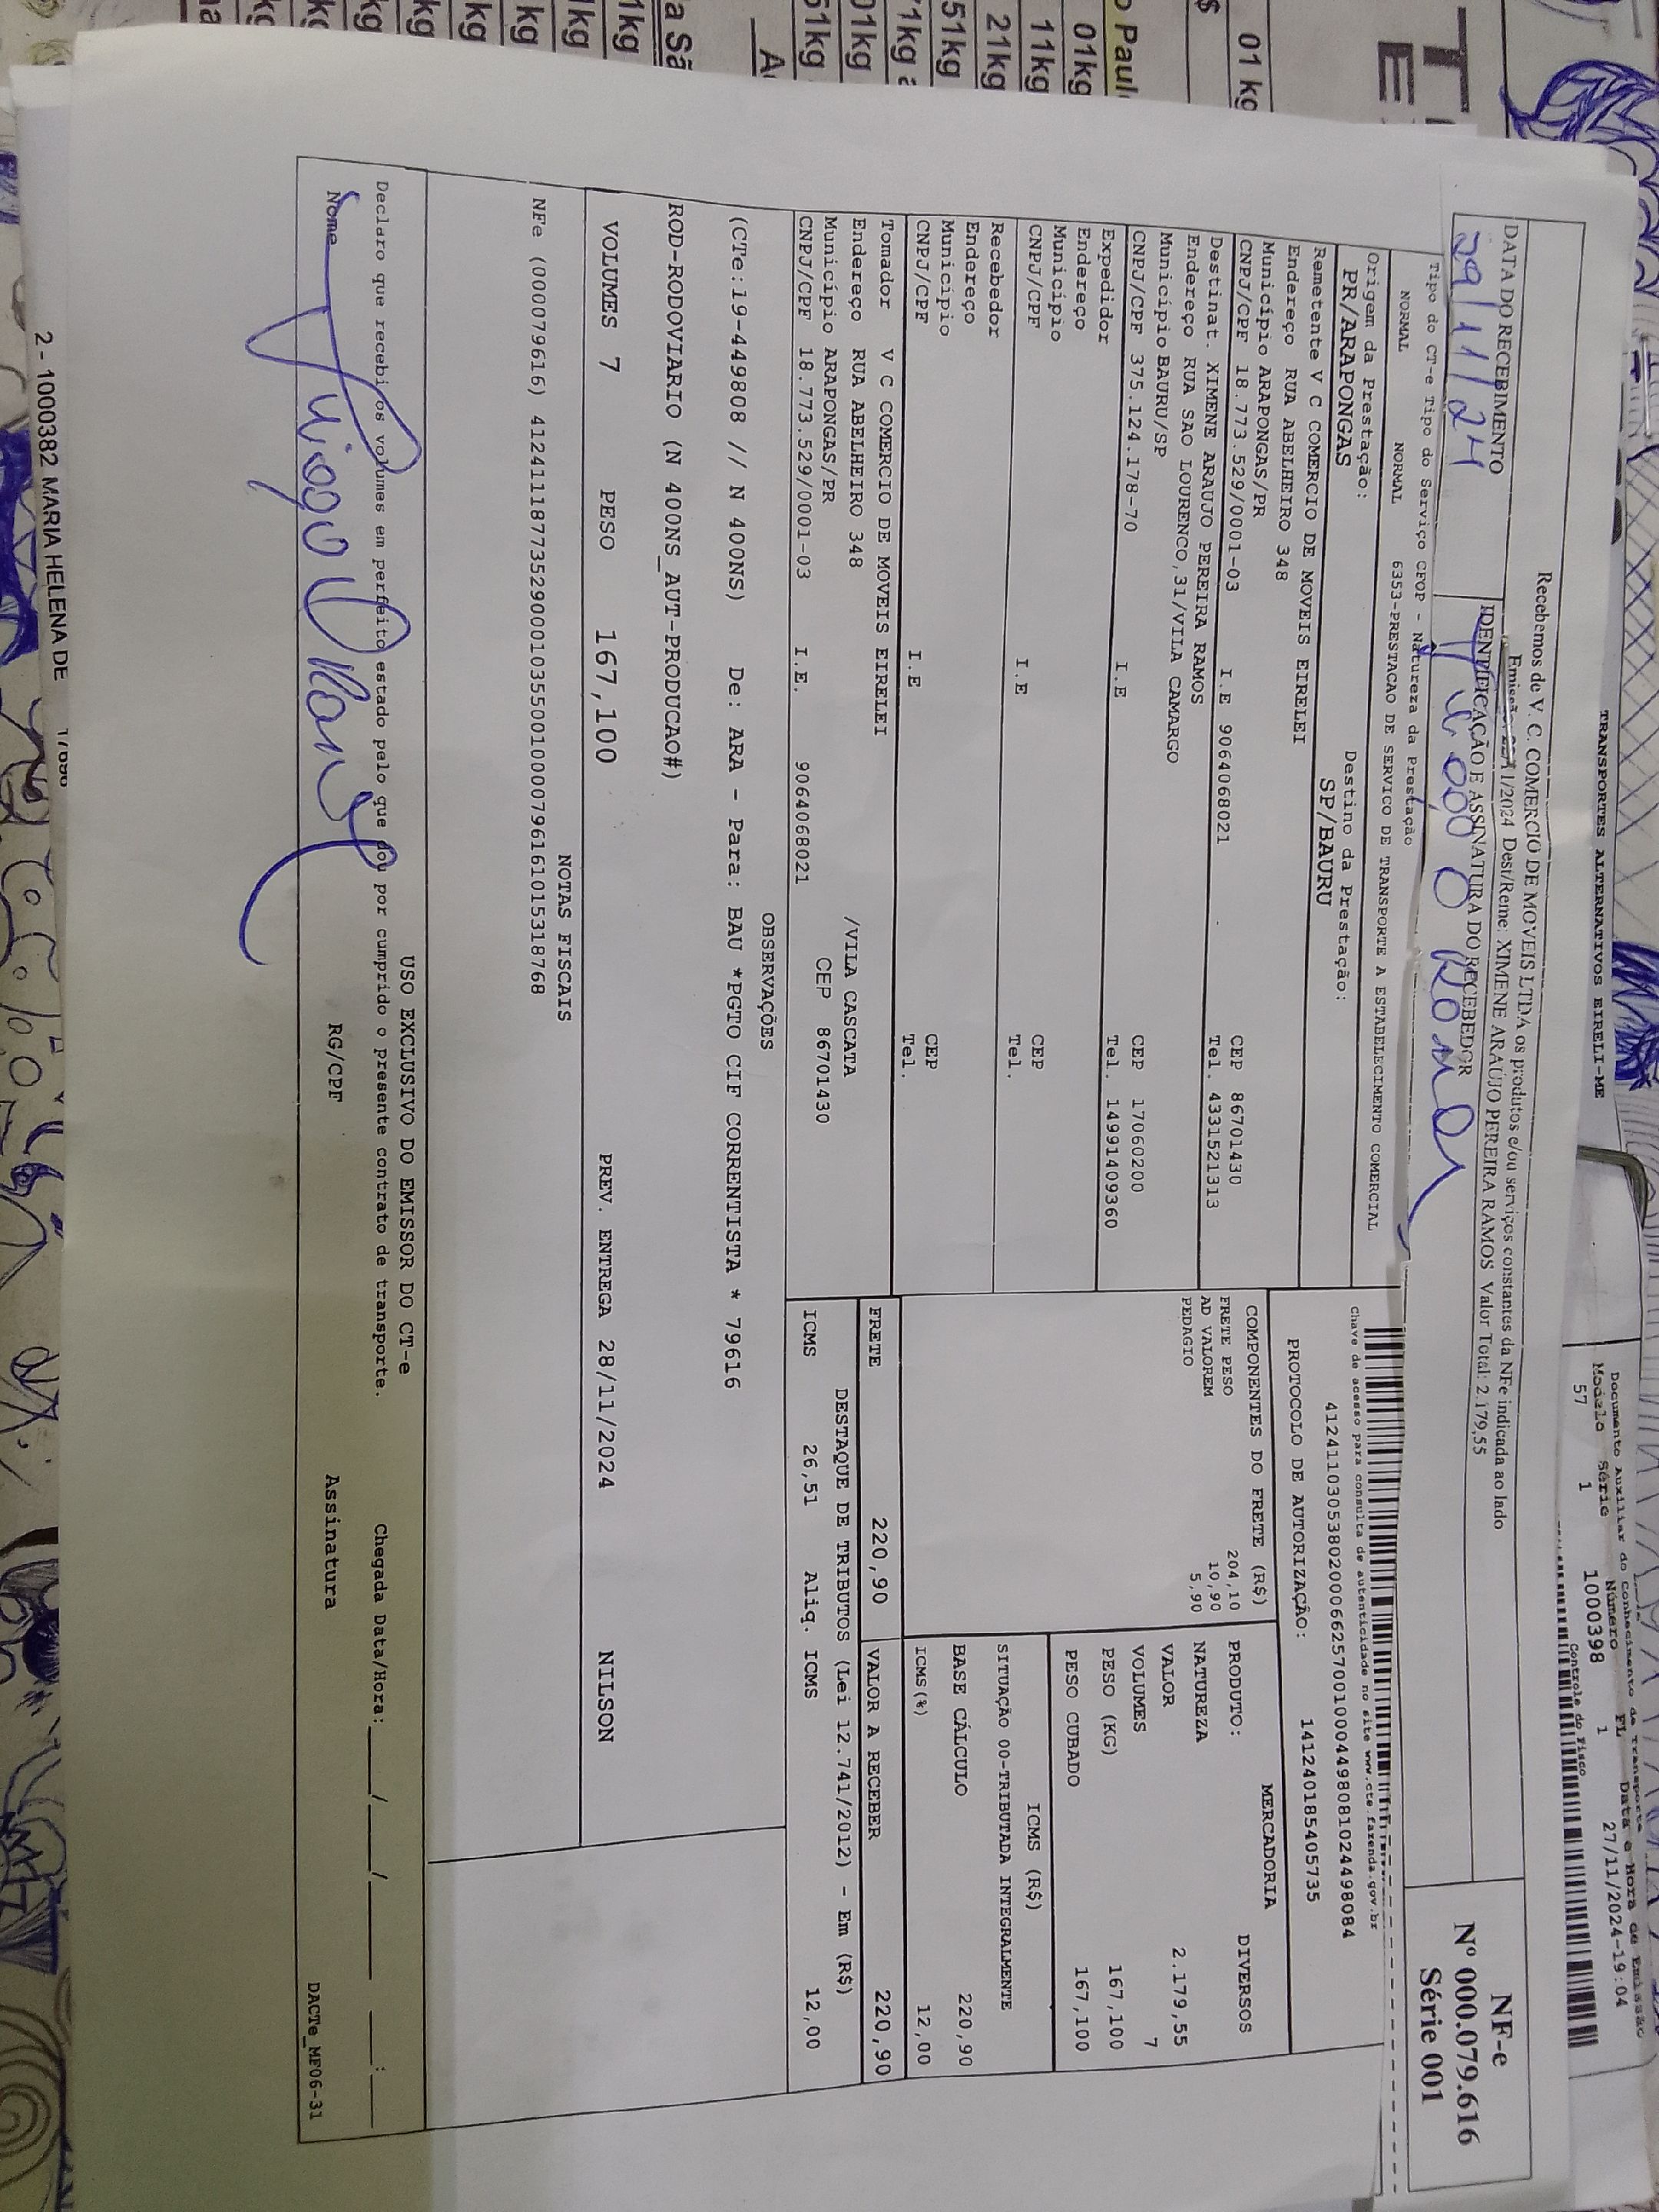 TRANSPORTES ALTERNATIVOS EIRELI-ME
Documento Auxiliar do Conhecimento de Transporte
Modelo Série Número FL Data e Hora de Emissão
57 1 1000398 1 27/11/2024-19:04
Controle do Fisco
Recebemos de V. C. COMERCIO DE MOVEIS LTDA os produtos e/ou serviços constantes da NFe indicada ao lado
Emissão: /11/2024 Dest/Reme: XIMENE ARAÚJO PEREIRA RAMOS Valor Total: 2.179,55
DATA DO RECEBIMENTO
29/11/24
IDENTIFICAÇÃO E ASSINATURA DO RECEBEDOR
NF-e
Nº 000.079.616
Série 001
Tipo do CT-e Tipo do Serviço CFOP - Natureza da Prestação
NORMAL NORMAL 6353-PRESTACAO DE SERVICO DE TRANSPORTE A ESTABELECIMENTO COMERCIAL
Origem da Prestação: Destino da Prestação:
PR/ARAPONGAS SP/BAURU
Chave de acesso para consulta de autenticidade no site www.cte.fazenda.gov.br
41241103053802000662570010004498081024498084
PROTOCOLO DE AUTORIZAÇÃO: 141240185405735
Remetente V C COMERCIO DE MOVEIS EIRELEI
Endereço RUA ABELHEIRO 348
Município ARAPONGAS/PR CEP 86701430
CNPJ/CPF 18.773.529/0001-03 I.E 9064068021 Tel. 4331521313
Destinat. XIMENE ARAUJO PEREIRA RAMOS
Endereço RUA SAO LOURENCO,31/VILA CAMARGO
Município BAURU/SP CEP 17060200
CNPJ/CPF 375.124.178-70 I.E Tel. 14991409360
Expedidor
Endereço
Município CEP
CNPJ/CPF I.E Tel.
Recebedor
Endereço
Município CEP
CNPJ/CPF I.E Tel.
Tomador V C COMERCIO DE MOVEIS EIRELEI
Endereço RUA ABELHEIRO 348 /VILA CASCATA
Município ARAPONGAS/PR CEP 86701430
CNPJ/CPF 18.773.529/0001-03 I.E. 9064068021
COMPONENTES DO FRETE (R$)
FRETE PESO 204,10
AD VALOREM 10,90
PEDAGIO 5,90
MERCADORIA
PRODUTO: DIVERSOS
NATUREZA
VALOR 2.179,55
VOLUMES 7
PESO (KG) 167,100
PESO CUBADO 167,100
ICMS (R$)
SITUAÇÃO 00-TRIBUTADA INTEGRALMENTE
BASE CÁLCULO 220,90
ICMS(%) 12,00
FRETE 220,90 VALOR A RECEBER 220,90
DESTAQUE DE TRIBUTOS (Lei 12.741/2012) - Em (R$)
ICMS 26,51 Aliq. ICMS 12,00
OBSERVAÇÕES
(CTe:19-449808 // N 400NS) De: ARA - Para: BAU *PGTO CIF CORRENTISTA * 79616
ROD-RODOVIARIO (N 400NS_AUT-PRODUCAO#)
VOLUMES 7 PESO 167,100 PREV. ENTREGA 28/11/2024 NILSON
NOTAS FISCAIS
NFe (000079616) 41241118773529000103550010000796161015318768
USO EXCLUSIVO DO EMISSOR DO CT-e
Declaro que recebi os volumes em perfeito estado pelo que dou por cumprido o presente contrato de transporte. Chegada Data/Hora:____/____/______ ___:___
Nome RG/CPF Assinatura
DACTe_MF06-31
2 - 1000382 MARIA HELENA DE
01 kg
01kg
11kg
21kg
51kg